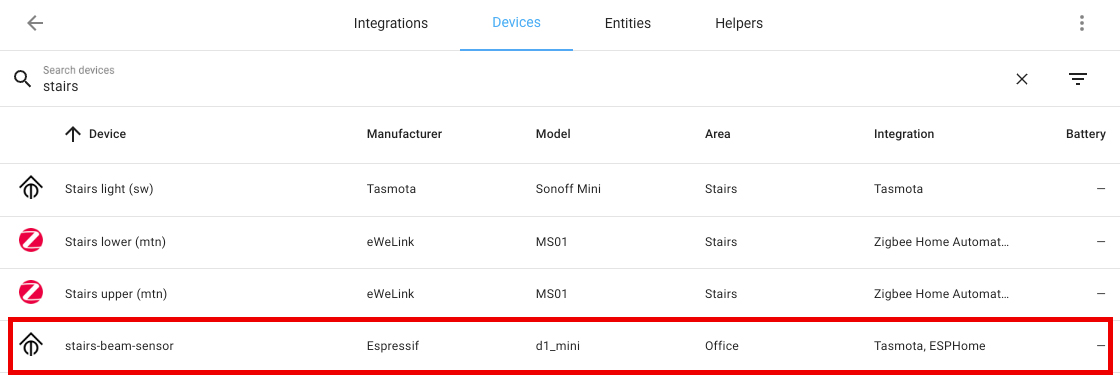 Integrations Devices Entities Helpers
Search devices
stairs
Device Manufacturer Model Area Integration Battery
Stairs light (sw) Tasmota Sonoff Mini Stairs Tasmota –
Stairs lower (mtn) eWeLink MS01 Stairs Zigbee Home Automat… –
Stairs upper (mtn) eWeLink MS01 Stairs Zigbee Home Automat… –
stairs-beam-sensor Espressif d1_mini Office Tasmota, ESPHome –